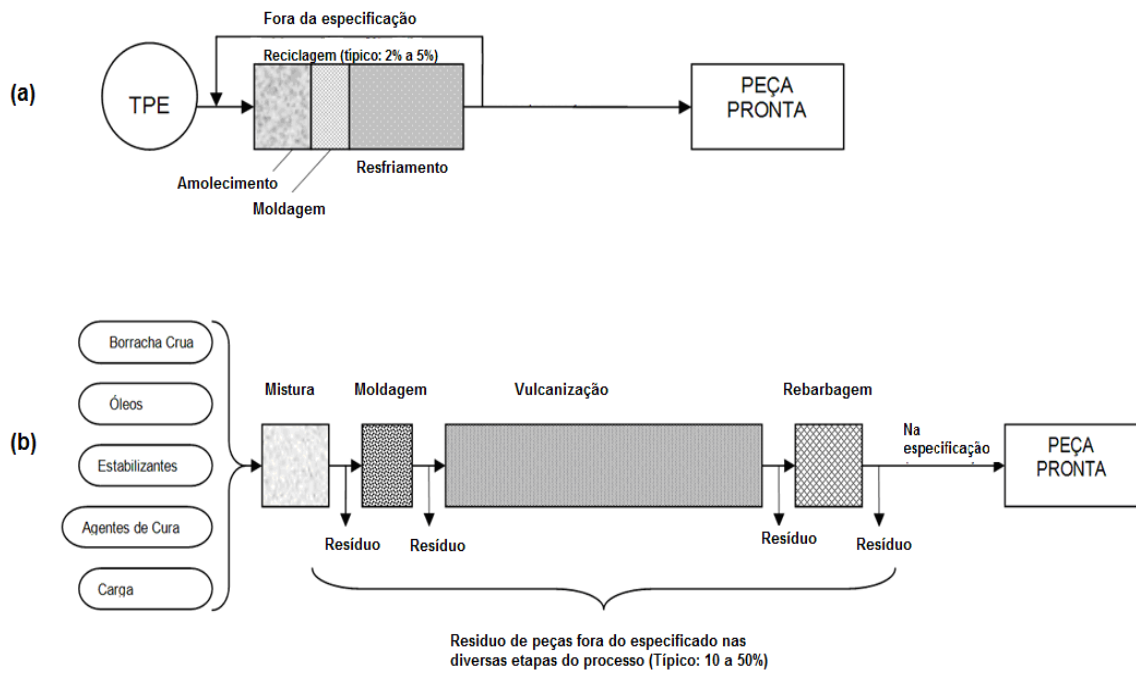 Fora da especificação
Reciclagem (típico: 2% a 5%)
(a)
TPE
PEÇA
PRONTA
Amolecimento
Resfriamento
Moldagem
Borracha Crua
Óleos
Estabilizantes
Agentes de Cura
Carga
(b)
Mistura
Moldagem
Vulcanização
Rebarbagem
Na
especificação
PEÇA
PRONTA
Resíduo
Resíduo
Resíduo
Resíduo
Resíduo de peças fora do especificado nas
diversas etapas do processo (Típico: 10 a 50%)